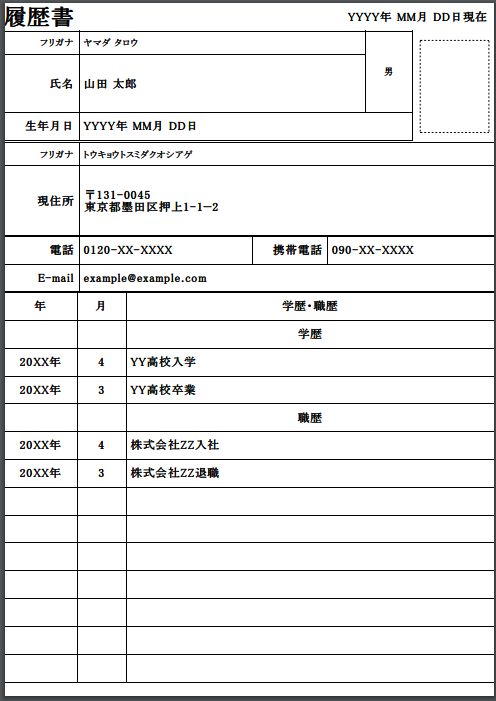 履歴書
YYYY年 MM月 DD日現在
フリガナ ヤマダ タロウ
男
氏名 山田 太郎
生年月日 YYYY年 MM月 DD日
フリガナ トウキョウトスミダクオシアゲ
現住所
〒131-0045
東京都墨田区押上1-1-2
電話 0120-XX-XXXX 携帯電話 090-XX-XXXX
E-mail example@example.com
年 月 学歴・職歴
学歴
20XX年 4 YY高校入学
20XX年 3 YY高校卒業
職歴
20XX年 4 株式会社ZZ入社
20XX年 3 株式会社ZZ退職